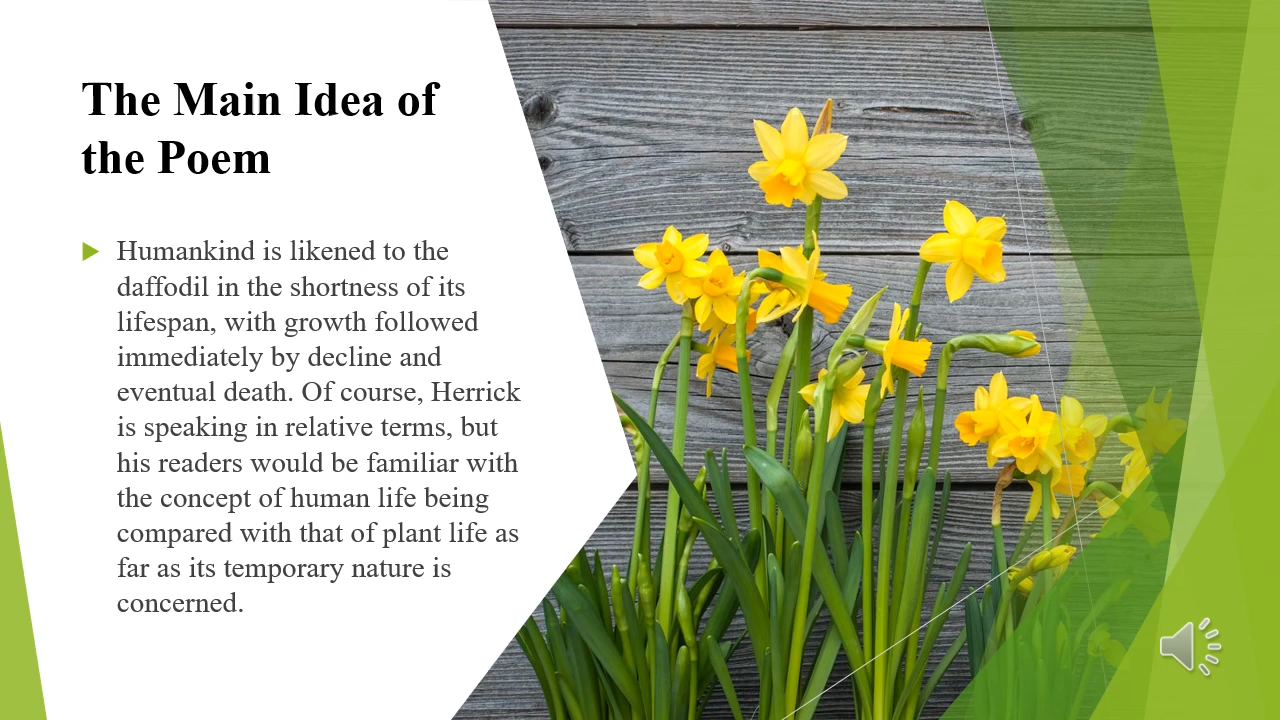 The Main Idea of
the Poem
Humankind is likened to the
daffodil in the shortness of its
lifespan, with growth followed
immediately by decline and
eventual death. Of course, Herrick
is speaking in relative terms, but
his readers would be familiar with
the concept of human life being
compared with that of plant life as
far as its temporary nature is
concerned.